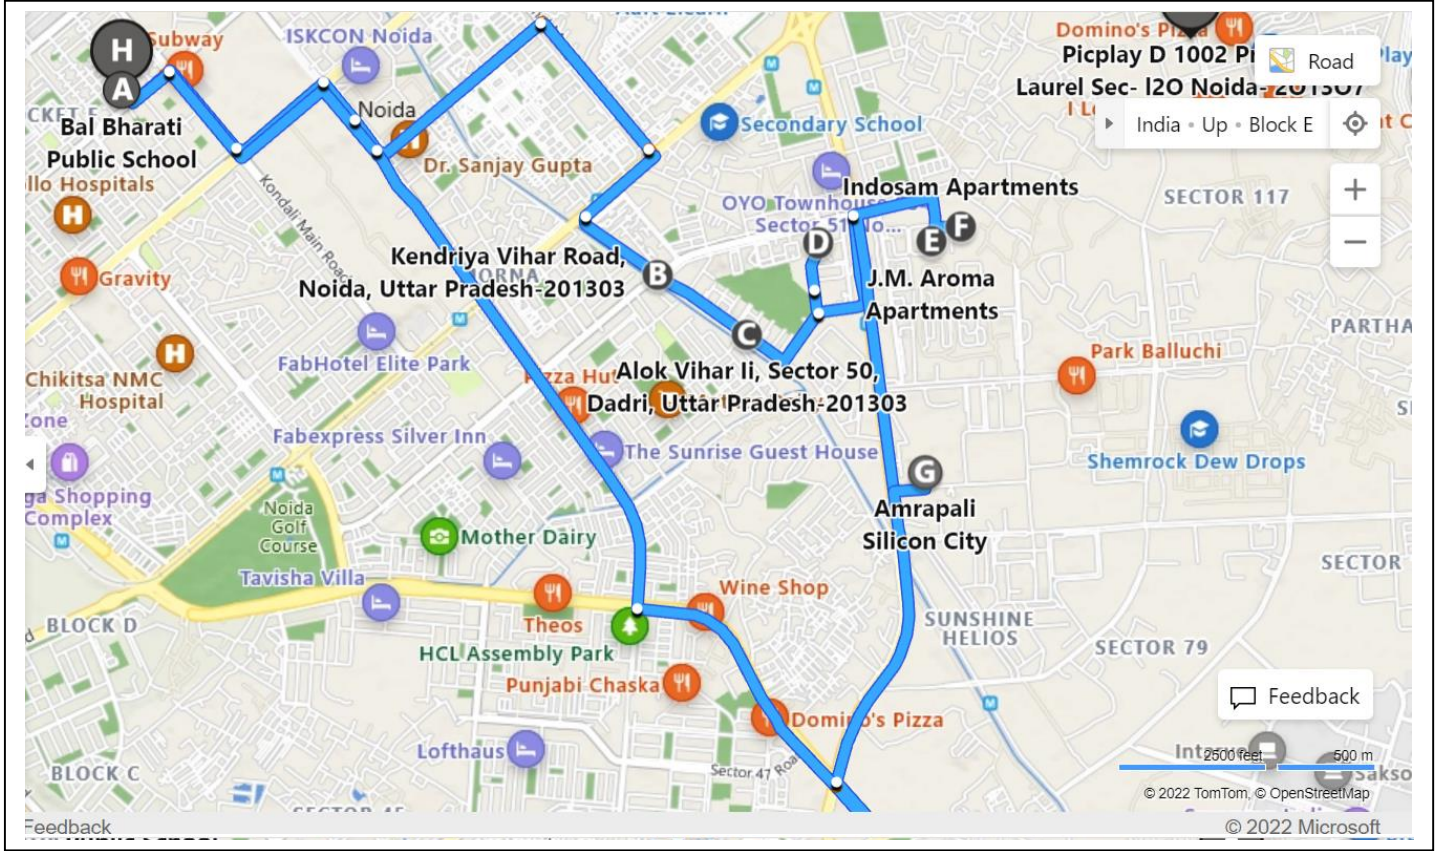 Subway
ISKCON Noida
Domino's Pizza
Picplay D 1002
Laurel Sec- I2O Noida- 2O13O7
Road
H
A
Noida
Bal Bharati
Public School
Hospitals
H
Dr. Sanjay Gupta
Secondary School
India • Up • Block E
Gravity
Kondali Main Road
Kendriya Vihar Road,
Noida, Uttar Pradesh-201303
B
OYO Townhouse
Sector 51 No...
Indosam Apartments
SECTOR 117
D
E
F
J.M. Aroma
Apartments
H
Chikitsa NMC
Hospital
FabHotel Elite Park
C
Pizza Hut
Alok Vihar Ii, Sector 50,
Dadri, Uttar Pradesh-201303
Park Balluchi
PARTHA
Fabexpress Silver Inn
The Sunrise Guest House
Shemrock Dew Drops
Shopping
Complex
Noida
Golf
Course
G
Amrapali
Silicon City
Mother Dairy
Tavisha Villa
Theos
Wine Shop
SECTOR
BLOCK D
HCL Assembly Park
SUNSHINE
HELIOS
SECTOR 79
Punjabi Chaska
Feedback
Domino's Pizza
Lofthaus
Sector 47 Road
BLOCK C
2500 feet
500 m
© 2022 TomTom, © OpenStreetMap
Feedback
© 2022 Microsoft